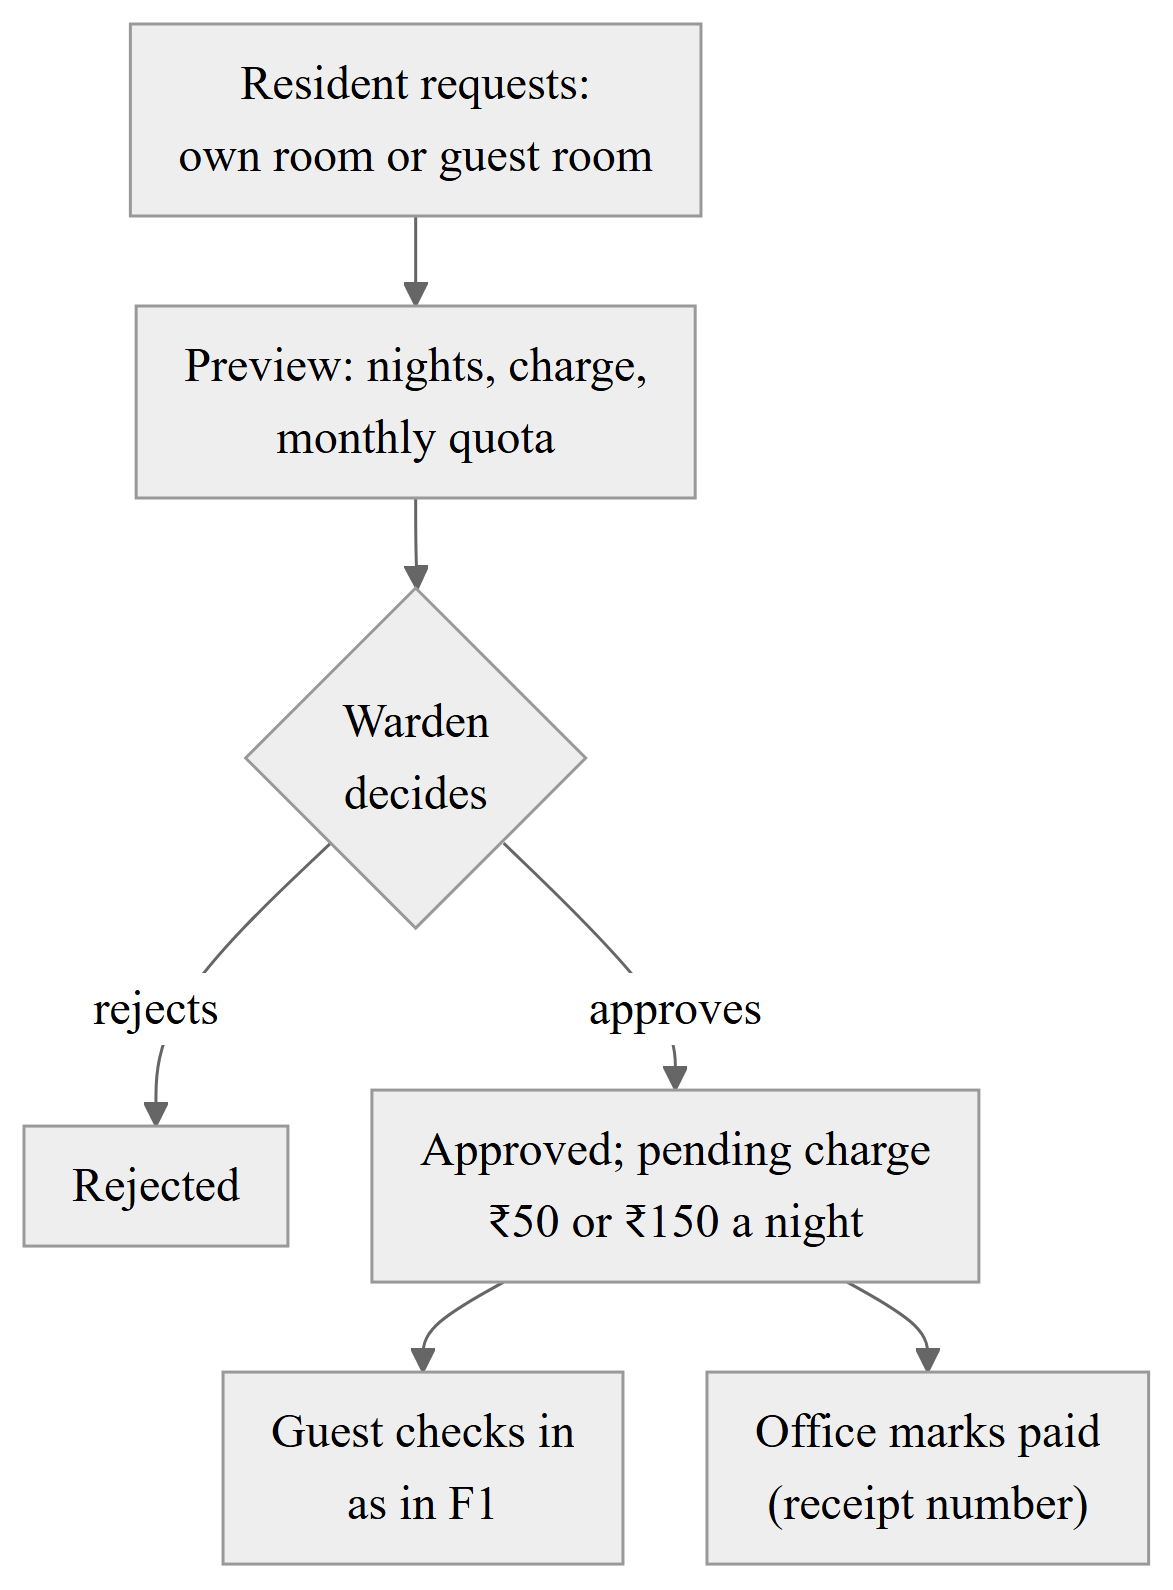 Resident requests:
own room or guest room
Preview: nights, charge,
monthly quota
Warden
decides
rejects
approves
Rejected
Approved; pending charge
₹50 or ₹150 a night
Guest checks in
as in F1
Office marks paid
(receipt number)